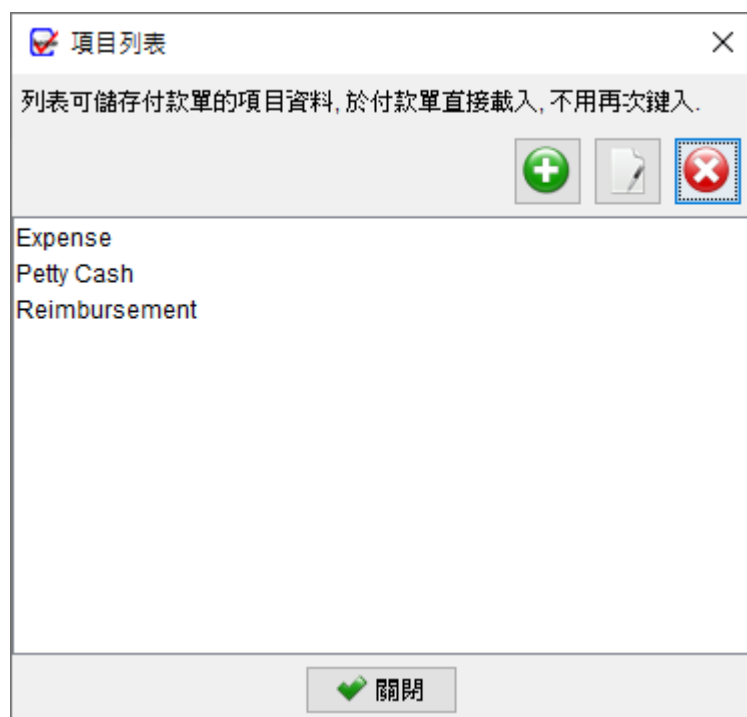 項目列表
列表可儲存付款單的項目資料, 於付款單直接載入, 不用再次鍵入.
Expense
Petty Cash
Reimbursement
關閉